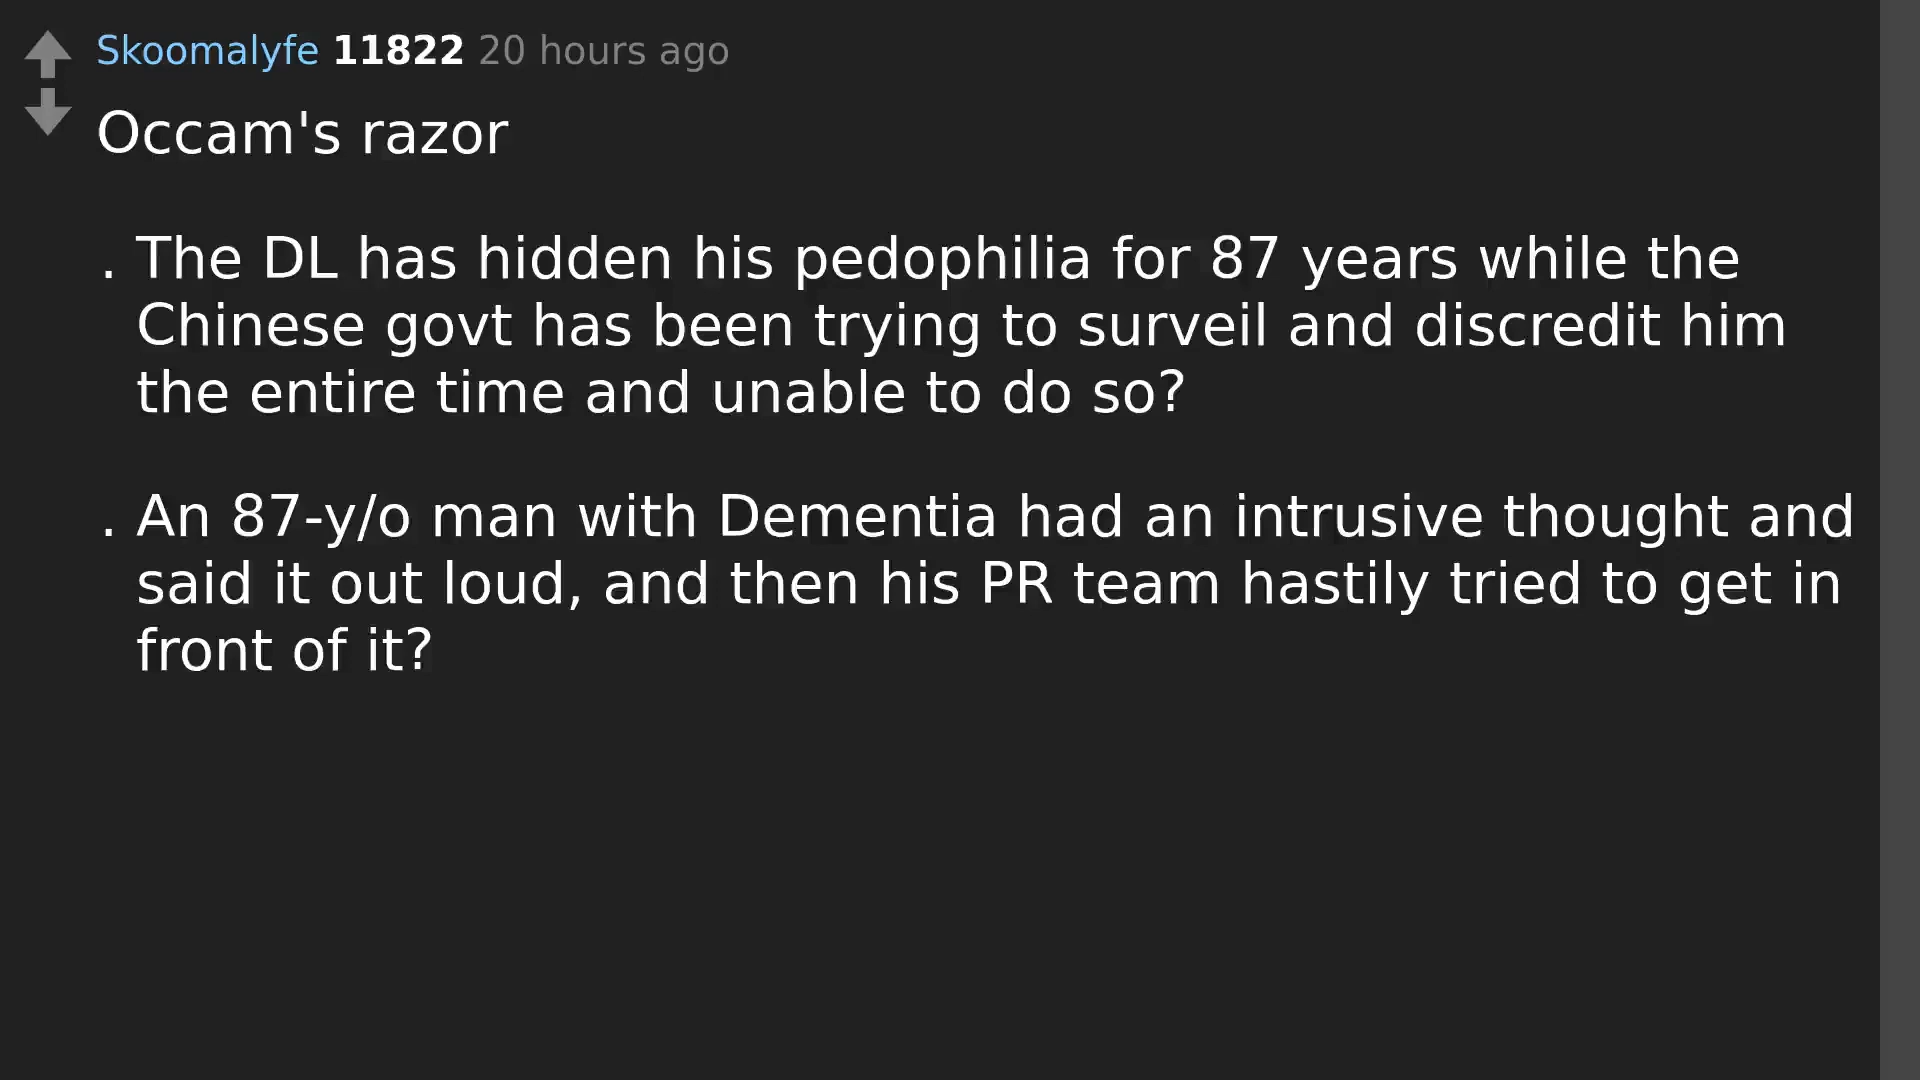 Skoomalyfe 11822 20 hours ago
Occam's razor
. The DL has hidden his pedophilia for 87 years while the
Chinese govt has been trying to surveil and discredit him
the entire time and unable to do so?
. An 87-y/o man with Dementia had an intrusive thought and
said it out loud, and then his PR team hastily tried to get in
front of it?